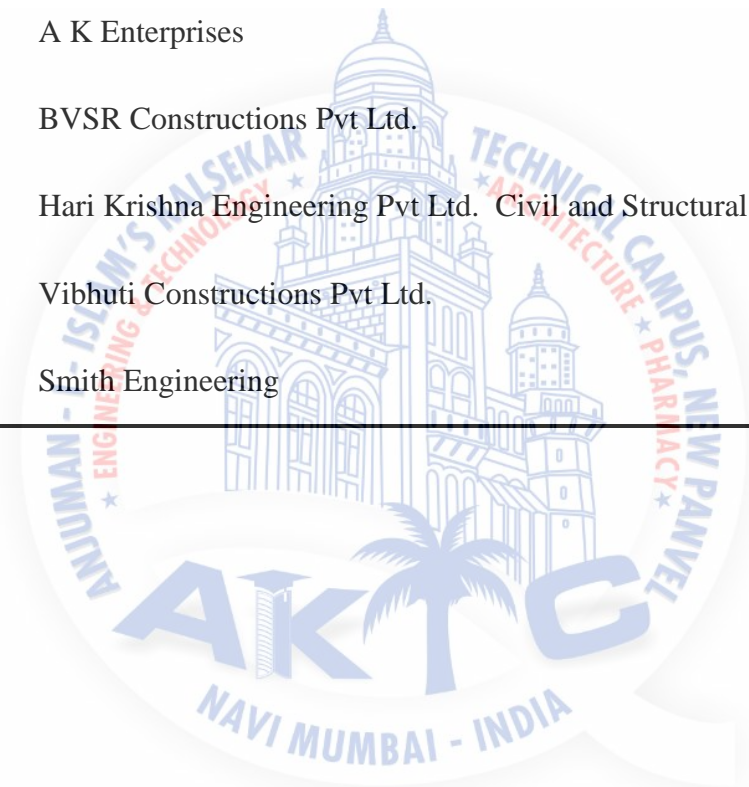 A K Enterprises
BVSR Constructions Pvt Ltd.
Hari Krishna Engineering Pvt Ltd.  Civil and Structural
Vibhuti Constructions Pvt Ltd.
Smith Engineering
ANJUMAN - I - ISLAM'S KALSEKAR TECHNICAL CAMPUS, NEW PANVEL
★ ENGINEERING & TECHNOLOGY ★ ★ ARCHITECTURE ★ PHARMACY ★
AKTC
NAVI MUMBAI - INDIA